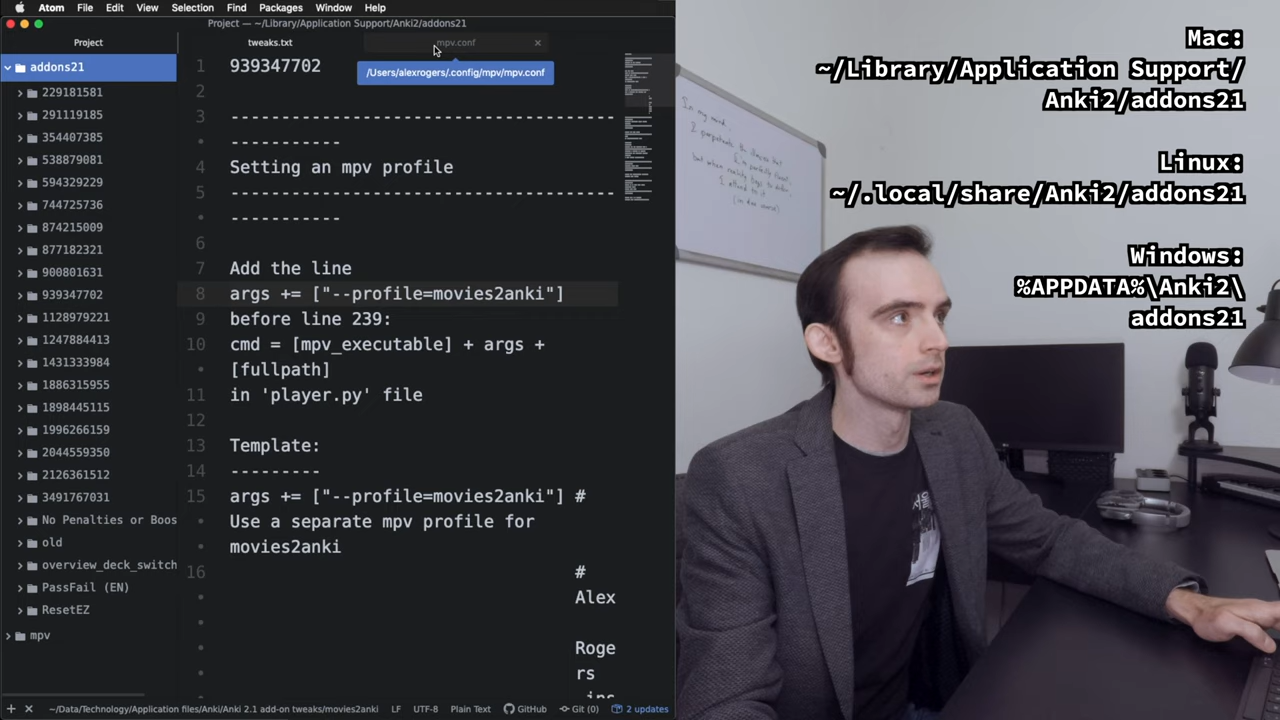 Atom File Edit View Selection Find Packages Window Help
Project — ~/Library/Application Support/Anki2/addons21
Project
tweaks.txt
mpv.conf
/Users/alexrogers/.config/mpv/mpv.conf
addons21
229181581
291119185
354407385
538879081
594329229
744725736
874215009
877182321
900801631
939347702
1128979221
1247884413
1431333984
1886315955
1898445115
1996266159
2044559350
2126361512
3491767031
No Penalties or Boos
old
overview_deck_switch
PassFail (EN)
ResetEZ
mpv
1 939347702
2
3 --------------------------------------
-----------
4 Setting an mpv profile
5 --------------------------------------
-----------
6
7 Add the line
8 args += ["--profile=movies2anki"]
9 before line 239:
10 cmd = [mpv_executable] + args +
[fullpath]
11 in 'player.py' file
12
13 Template:
14 ---------
15 args += ["--profile=movies2anki"] #
Use a separate mpv profile for
movies2anki
16 #
Alex
Roge
rs
~/Data/Technology/Application files/Anki/Anki 2.1 add-on tweaks/movies2anki LF UTF-8 Plain Text GitHub Git (0) 2 updates
In my mind,
Mac:
~/Library/Application Support/
Anki2/addons21
Linux:
~/.local/share/Anki2/addons21
Windows:
%APPDATA%\Anki2\
addons21